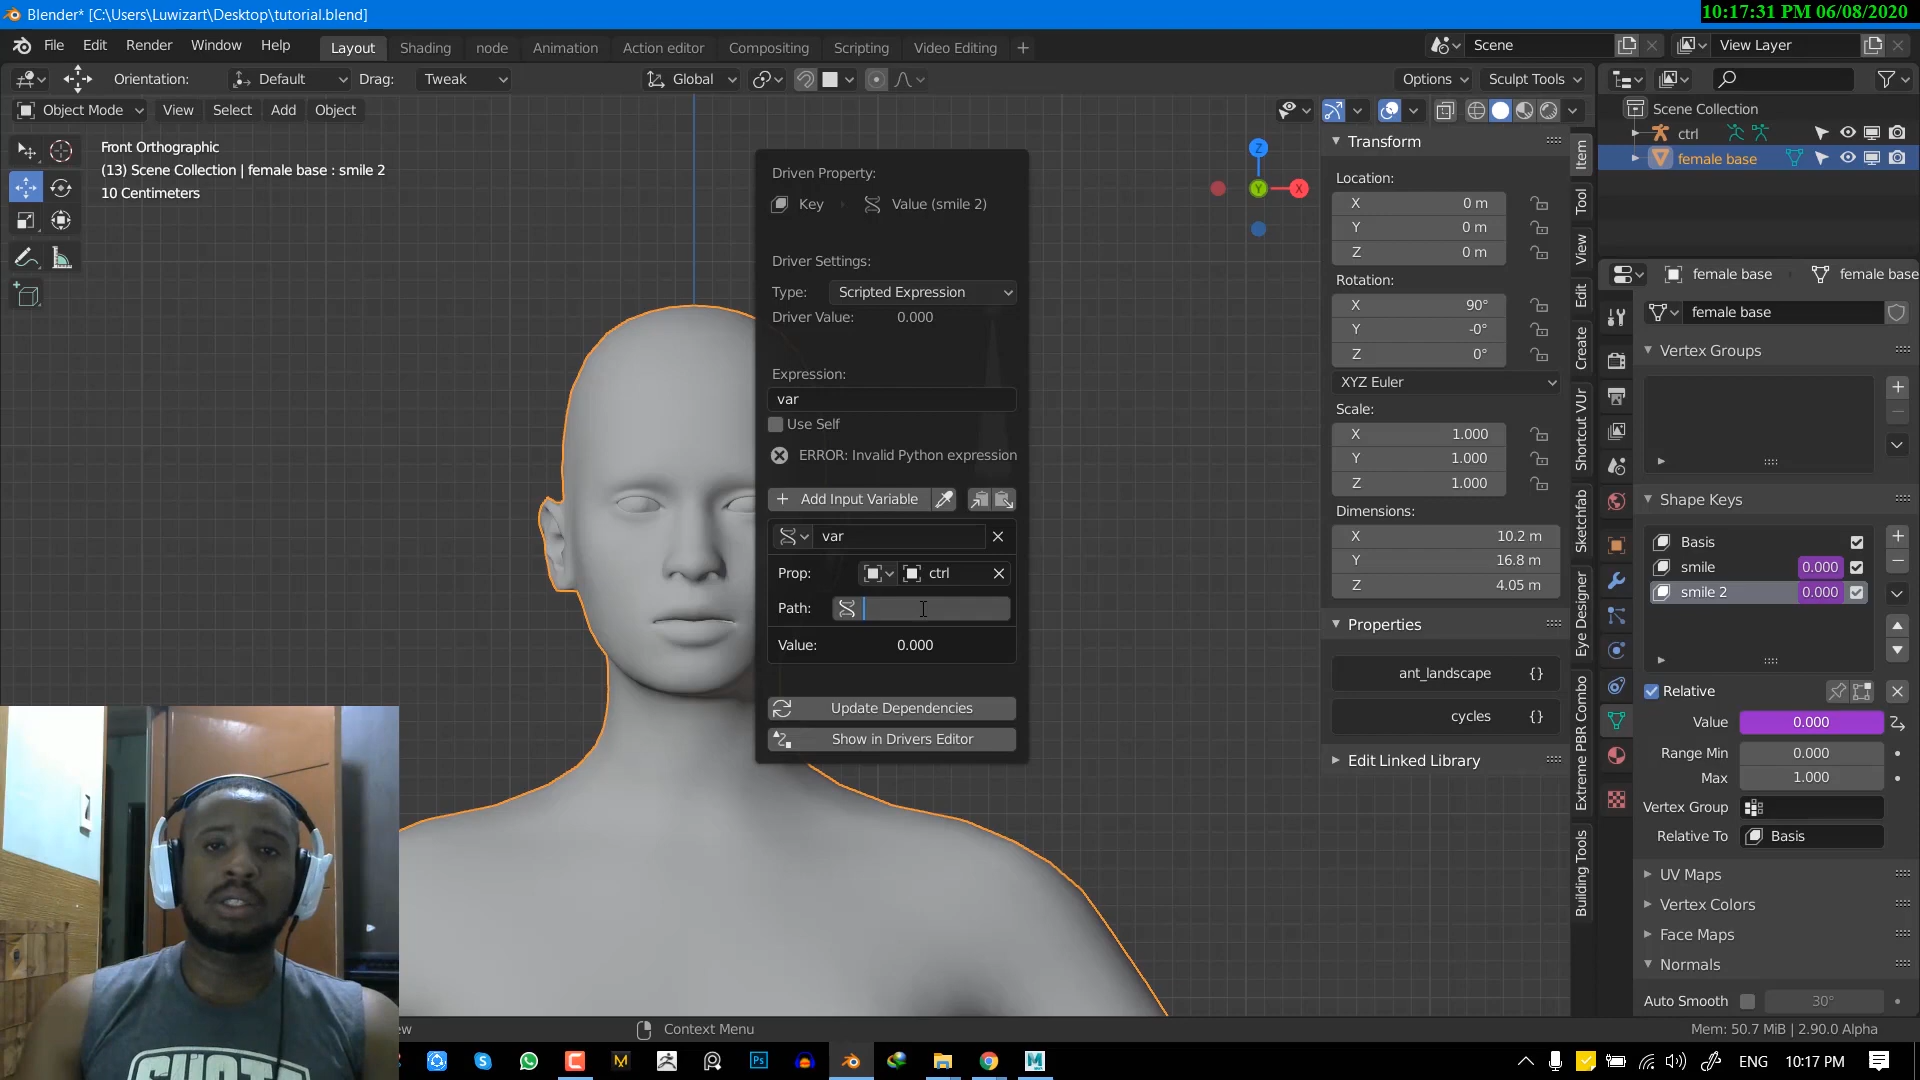 Blender* [C:\Users\Luwizart\Desktop\tutorial.blend]
10:17:31 PM 06/08/2020
File Edit Render Window Help
Layout Shading node Animation Action editor Compositing Scripting Video Editing
Scene
View Layer
Orientation: Default Drag: Tweak
Global
Options Sculpt Tools
Object Mode View Select Add Object
Front Orthographic
(13) Scene Collection | female base : smile 2
10 Centimeters
Driven Property:
Key Value (smile 2)
Driver Settings:
Type: Scripted Expression
Driver Value: 0.000
Expression:
var
Use Self
ERROR: Invalid Python expression
Add Input Variable
var
Prop: ctrl
Path:
Value: 0.000
Update Dependencies
Show in Drivers Editor
Z
Y
X
Transform
Location:
X 0 m
Y 0 m
Z 0 m
Rotation:
X 90°
Y -0°
Z 0°
XYZ Euler
Scale:
X 1.000
Y 1.000
Z 1.000
Dimensions:
X 10.2 m
Y 16.8 m
Z 4.05 m
Properties
ant_landscape {}
cycles {}
Edit Linked Library
Item
Tool
View
Edit
Create
Shortcut VUr
Sketchfab
Eye Designer
Extreme PBR Combo
Building Tools
Scene Collection
ctrl
female base
female base female base
female base
Vertex Groups
Shape Keys
Basis
smile 0.000
smile 2 0.000
Relative
Value 0.000
Range Min 0.000
Max 1.000
Vertex Group
Relative To Basis
UV Maps
Vertex Colors
Face Maps
Normals
Auto Smooth 30°
ew
Context Menu
Mem: 50.7 MiB | 2.90.0 Alpha
Ps
ENG 10:17 PM